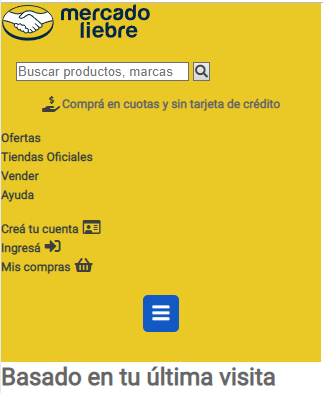 mercado
liebre
Buscar productos, marcas
Comprá en cuotas y sin tarjeta de crédito
Ofertas
Tiendas Oficiales
Vender
Ayuda
Creá tu cuenta
Ingresá
Mis compras
Basado en tu última visita